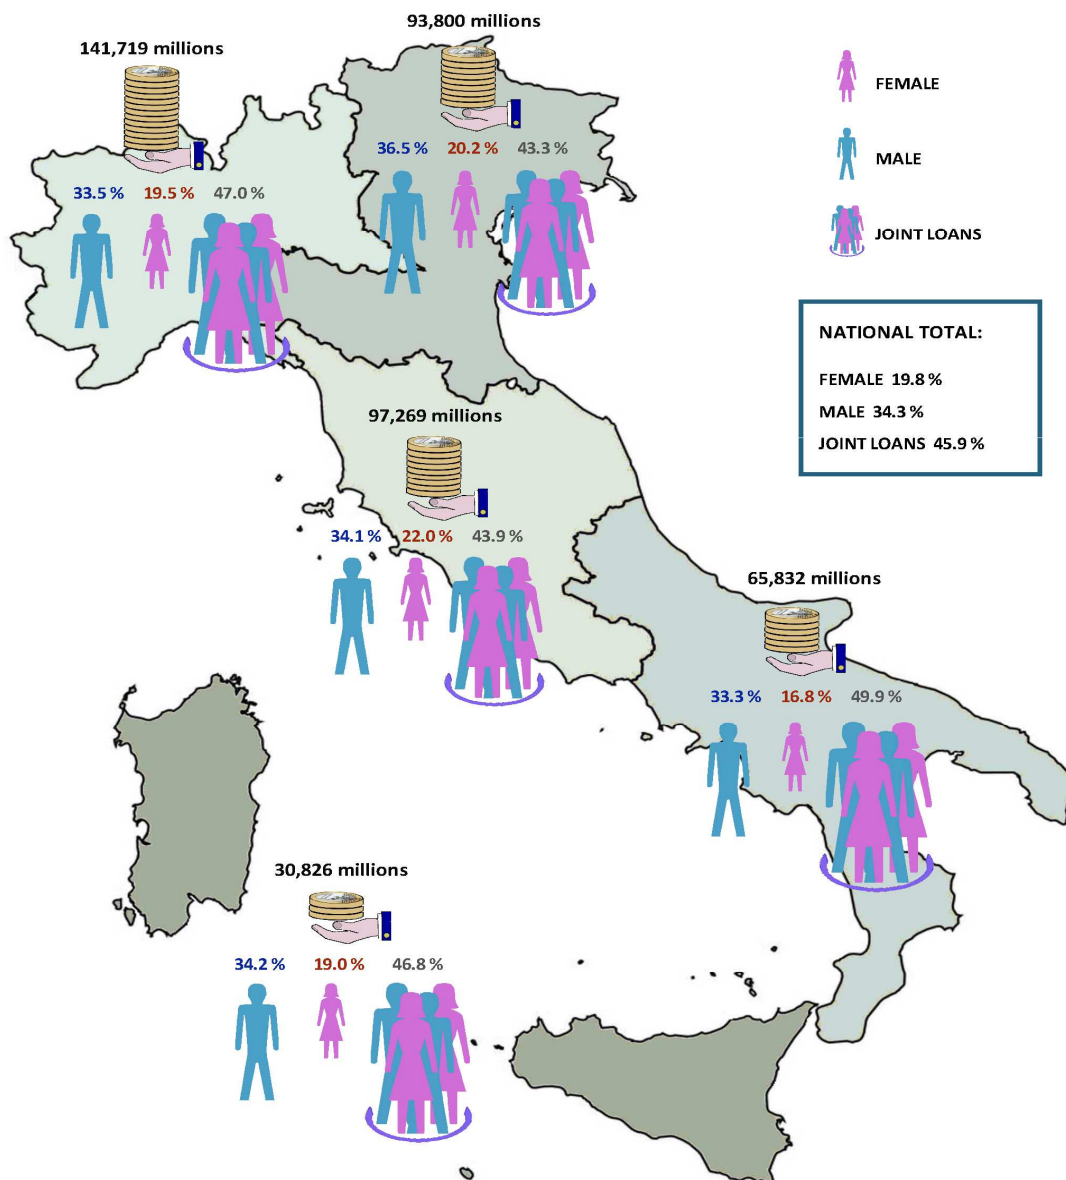 93,800 millions
141,719 millions
FEMALE
36.5 % 20.2 % 43.3 %
MALE
33.5 % 19.5 % 47.0 %
JOINT LOANS
NATIONAL TOTAL:
FEMALE 19.8 %
MALE 34.3 %
JOINT LOANS 45.9 %
97,269 millions
34.1 % 22.0 % 43.9 %
65,832 millions
33.3 % 16.8 % 49.9 %
30,826 millions
34.2 % 19.0 % 46.8 %